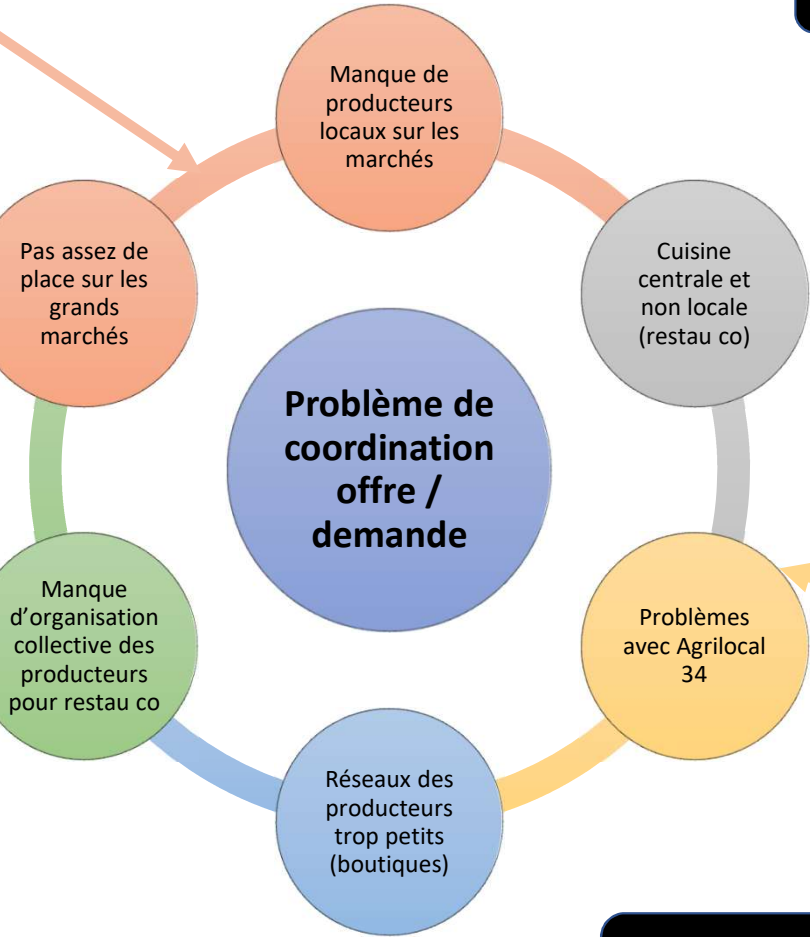 Manque de
producteurs
locaux sur les
marchés
Pas assez de
place sur les
grands
marchés
Cuisine
centrale et
non locale
(restau co)
Problème de
coordination
offre /
demande
Manque
d'organisation
collective des
producteurs
pour restau co
Problèmes
avec Agrilocal
34
Réseaux des
producteurs
trop petits
(boutiques)